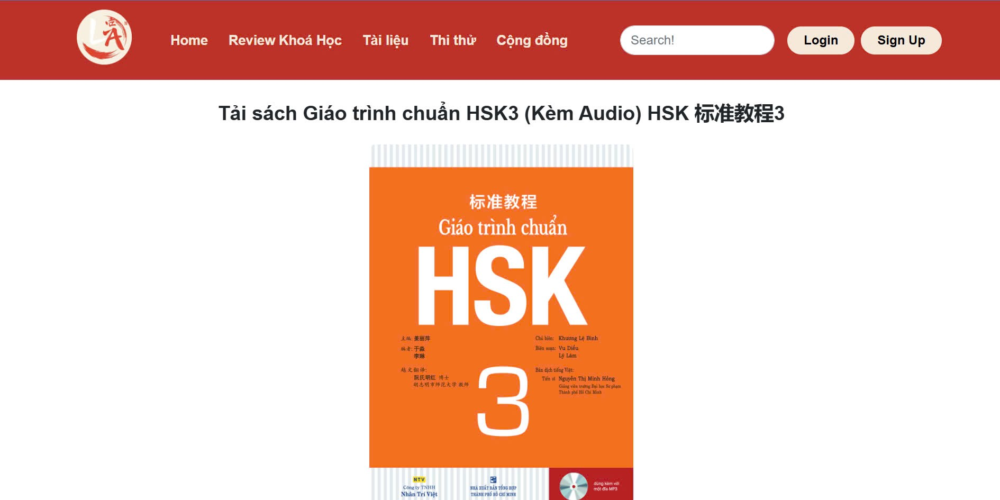 LA 壹
Home Review Khoá Học Tài liệu Thi thử Cộng đồng Search! Login Sign Up
Tải sách Giáo trình chuẩn HSK3 (Kèm Audio) HSK 标准教程3
标准教程
Giáo trình chuẩn
HSK
主编: 姜丽萍
编者: 于淼
李琳
越文翻译:
阮氏明红 博士
胡志明市师范大学 教师
Chủ biên: Khương Lệ Bình
Biên soạn: Vu Diểu
Lý Lâm
Bản dịch tiếng Việt:
Tiến sĩ Nguyễn Thị Minh Hồng
Giảng viên trường Đại học Sư phạm
Thành phố Hồ Chí Minh
3
NTV
Công ty TNHH
Nhân Trí Việt
NHÀ XUẤT BẢN TỔNG HỢP
THÀNH PHỐ HỒ CHÍ MINH
dùng kèm với
một đĩa MP3